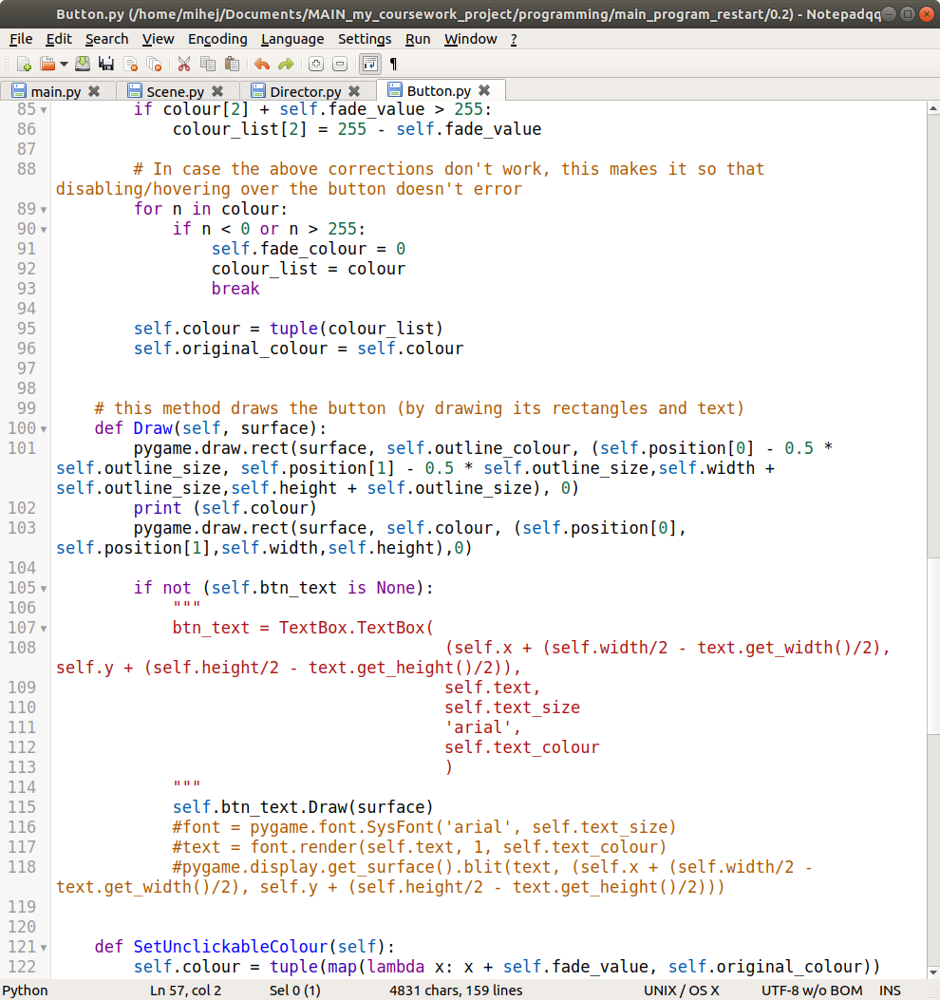 Button.py (/home/mihej/Documents/MAIN_my_coursework_project/programming/main_program_restart/0.2) - Notepadqq
File Edit Search View Encoding Language Settings Run Window ?
main.py Scene.py Director.py Button.py
85 if colour[2] + self.fade_value > 255:
86 colour_list[2] = 255 - self.fade_value
87
88 # In case the above corrections don't work, this makes it so that
disabling/hovering over the button doesn't error
89 for n in colour:
90 if n < 0 or n > 255:
91 self.fade_colour = 0
92 colour_list = colour
93 break
94
95 self.colour = tuple(colour_list)
96 self.original_colour = self.colour
97
98
99 # this method draws the button (by drawing its rectangles and text)
100 def Draw(self, surface):
101 pygame.draw.rect(surface, self.outline_colour, (self.position[0] - 0.5 *
self.outline_size, self.position[1] - 0.5 * self.outline_size,self.width +
self.outline_size,self.height + self.outline_size), 0)
102 print (self.colour)
103 pygame.draw.rect(surface, self.colour, (self.position[0],
self.position[1],self.width,self.height),0)
104
105 if not (self.btn_text is None):
106 """
107 btn_text = TextBox.TextBox(
108 (self.x + (self.width/2 - text.get_width()/2),
self.y + (self.height/2 - text.get_height()/2)),
109 self.text,
110 self.text_size
111 'arial',
112 self.text_colour
113 )
114 """
115 self.btn_text.Draw(surface)
116 #font = pygame.font.SysFont('arial', self.text_size)
117 #text = font.render(self.text, 1, self.text_colour)
118 #pygame.display.get_surface().blit(text, (self.x + (self.width/2 -
text.get_width()/2), self.y + (self.height/2 - text.get_height()/2)))
119
120
121 def SetUnclickableColour(self):
122 self.colour = tuple(map(lambda x: x + self.fade_value, self.original_colour))
Python Ln 57, col 2 Sel 0 (1) 4831 chars, 159 lines UNIX / OS X UTF-8 w/o BOM INS